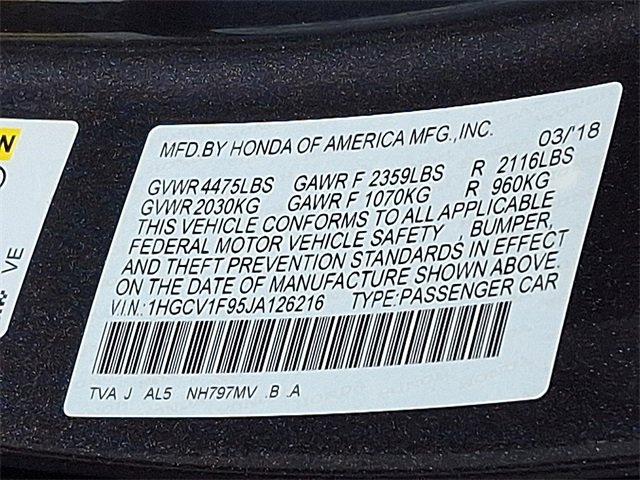 MFD.BY HONDA OF AMERICA MFG.,INC. 03/'18
GVWR 4475LBS GAWR F 2359LBS R 2116LBS
GVWR 2030KG GAWR F 1070KG R 960KG
THIS VEHICLE CONFORMS TO ALL APPLICABLE
FEDERAL MOTOR VEHICLE SAFETY , BUMPER,
AND THEFT PREVENTION STANDARDS IN EFFECT
ON THE DATE OF MANUFACTURE SHOWN ABOVE.
V.I.N.: 1HGCV1F95JA126216 TYPE:PASSENGER CAR
TVA J AL5 NH797MV .B .A
VE